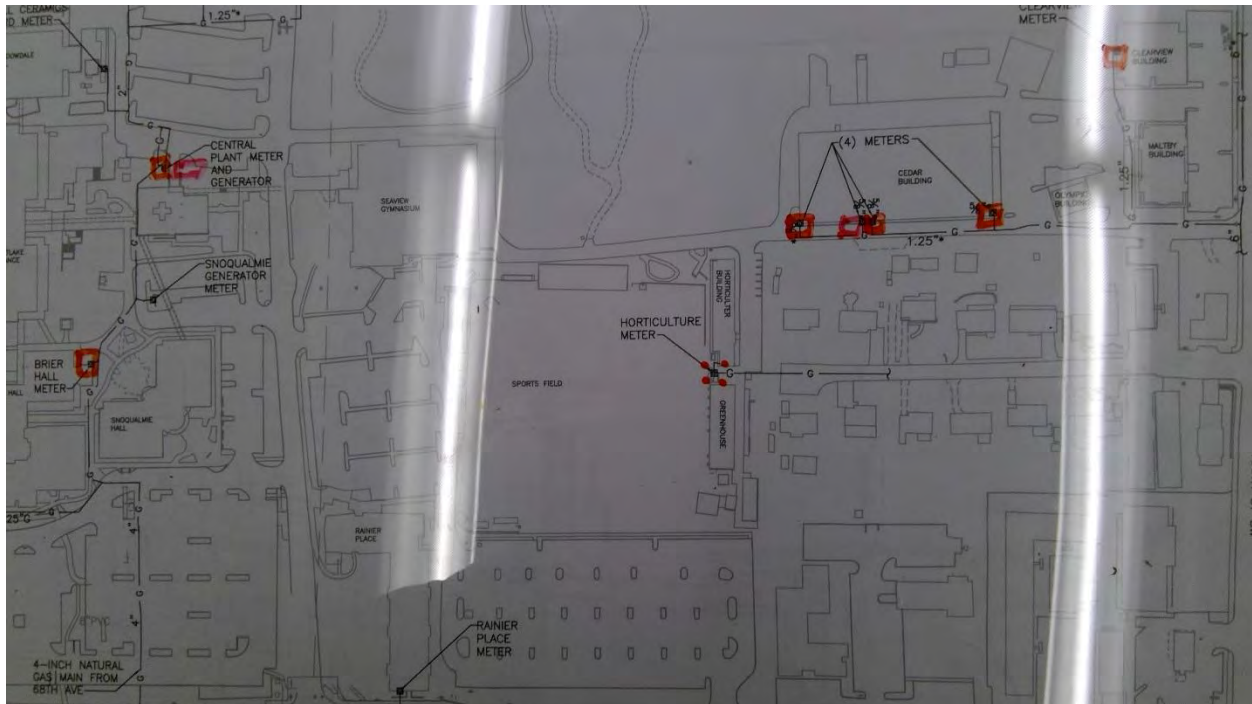 CERAMICS
METER
1.25"*
G
2"
CENTRAL
PLANT METER
AND
GENERATOR
SNOQUALMIE
GENERATOR
METER
BRIER
HALL
METER
HALL
SNOQUALMIE
HALL
25"G
4"
4"
4-INCH NATURAL
GAS MAIN FROM
68TH AVE
SEAVIEW
GYMNASIUM
SPORTS FIELD
RAINIER
PLACE
RAINIER
PLACE
METER
HORTICULTURE
METER
HORTICULTER
BUILDING
GREENHOUSE
(4) METERS
CEDAR
BUILDING
1.25"*
G
OLYMPIC
BUILDING
CLEARVIEW
METER
CLEARVIEW
BUILDING
MALTBY
BUILDING
1.25"
6"
6"